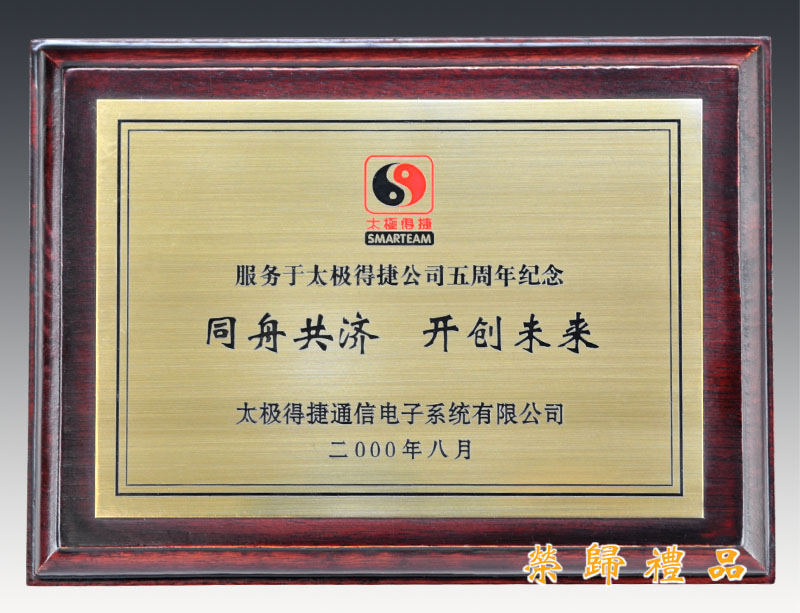 太極得捷
SMARTEAM
服务于太极得捷公司五周年纪念
同舟共济 开创未来
太极得捷通信电子系统有限公司
二000年八月
榮歸禮品